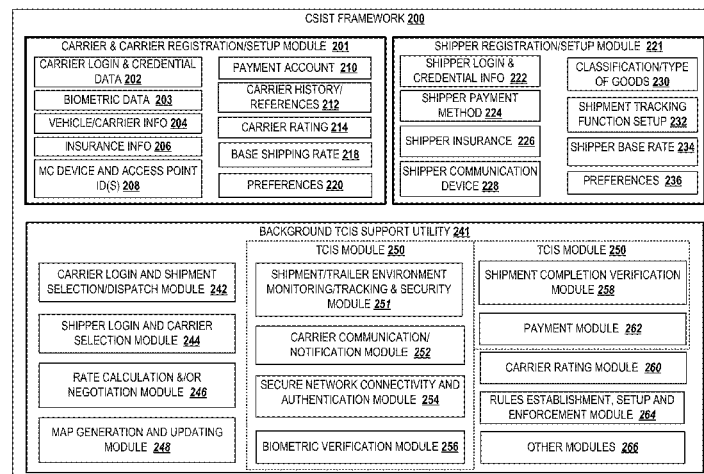 CSIST FRAMEWORK 200
CARRIER & CARRIER REGISTRATION/SETUP MODULE 201
CARRIER LOGIN & CREDENTIAL
DATA 202
BIOMETRIC DATA 203
VEHICLE/CARRIER INFO 204
INSURANCE INFO 206
MC DEVICE AND ACCESS POINT
ID(S) 208
PAYMENT ACCOUNT 210
CARRIER HISTORY/
REFERENCES 212
CARRIER RATING 214
BASE SHIPPING RATE 218
PREFERENCES 220
SHIPPER REGISTRATION/SETUP MODULE 221
SHIPPER LOGIN &
CREDENTIAL INFO 222
SHIPPER PAYMENT
METHOD 224
SHIPPER INSURANCE 226
SHIPPER COMMUNICATION
DEVICE 228
CLASSIFICATION/TYPE
OF GOODS 230
SHIPMENT TRACKING
FUNCTION SETUP 232
SHIPPER BASE RATE 234
PREFERENCES 236
BACKGROUND TCIS SUPPORT UTILITY 241
CARRIER LOGIN AND SHIPMENT
SELECTION/DISPATCH MODULE 242
SHIPPER LOGIN AND CARRIER
SELECTION MODULE 244
RATE CALCULATION &/OR
NEGOTIATION MODULE 246
MAP GENERATION AND UPDATING
MODULE 248
TCIS MODULE 250
SHIPMENT/TRAILER ENVIRONMENT
MONITORING/TRACKING & SECURITY
MODULE 251
CARRIER COMMUNICATION/
NOTIFICATION MODULE 252
SECURE NETWORK CONNECTIVITY AND
AUTHENTICATION MODULE 254
BIOMETRIC VERIFICATION MODULE 256
TCIS MODULE 250
SHIPMENT COMPLETION VERIFICATION
MODULE 258
PAYMENT MODULE 262
CARRIER RATING MODULE 260
RULES ESTABLISHMENT, SETUP AND
ENFORCEMENT MODULE 264
OTHER MODULES 266